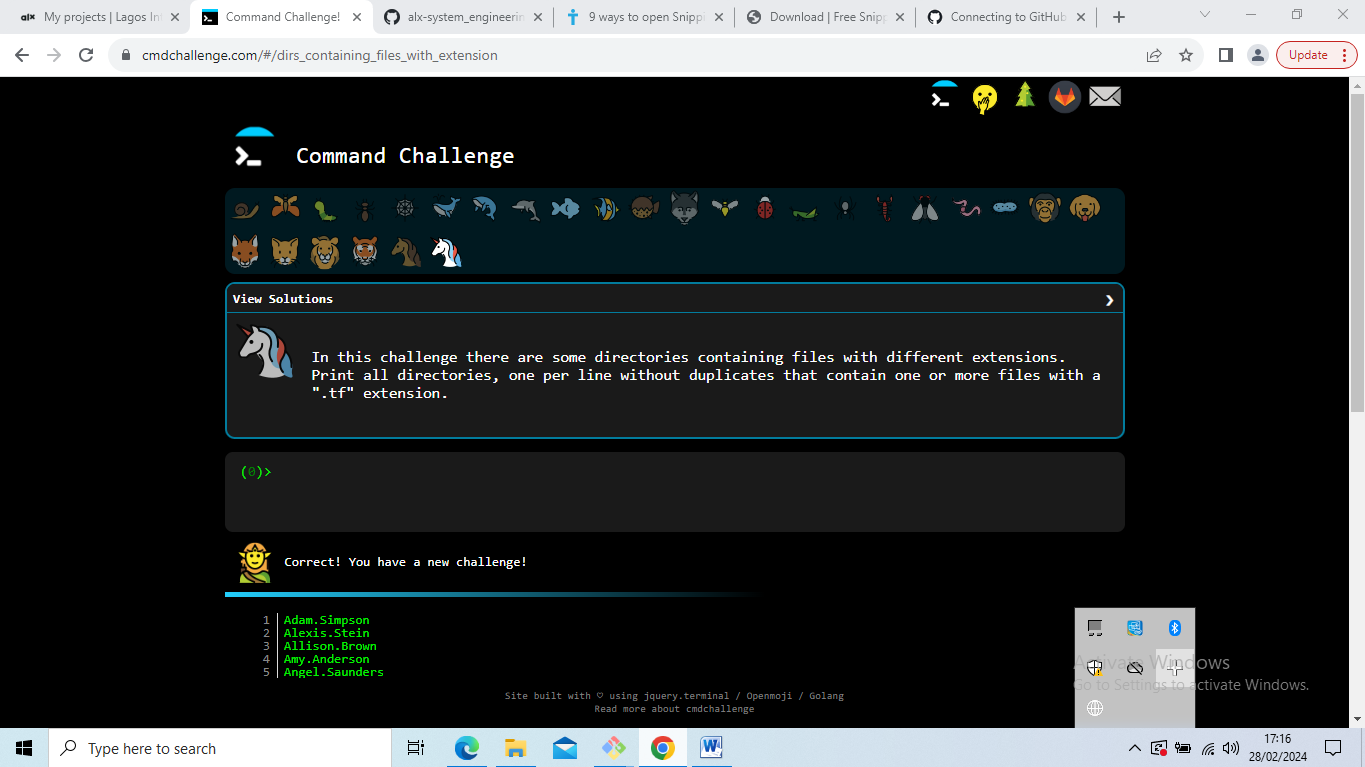 alx My projects | Lagos Int
Command Challenge!
alx-system_engineerin
9 ways to open Snippi
Download | Free Snipp
Connecting to GitHub
cmdchallenge.com/#/dirs_containing_files_with_extension
Update
Command Challenge
View Solutions
In this challenge there are some directories containing files with different extensions.
Print all directories, one per line without duplicates that contain one or more files with a
".tf" extension.
(0)>
Correct! You have a new challenge!
1 Adam.Simpson
2 Alexis.Stein
3 Allison.Brown
4 Amy.Anderson
5 Angel.Saunders
Activate Windows
Go to Settings to activate Windows.
Site built with ♡ using jquery.terminal / Openmoji / Golang
Read more about cmdchallenge
Type here to search
W
17:16
28/02/2024